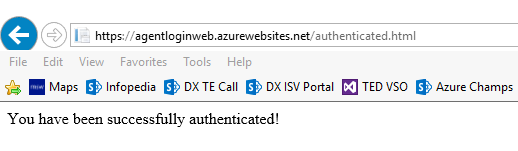 https://agentloginweb.azurewebsites.net/authenticated.html
File Edit View Favorites Tools Help
Maps Infopedia DX TE Call DX ISV Portal TED VSO Azure Champs
You have been successfully authenticated!